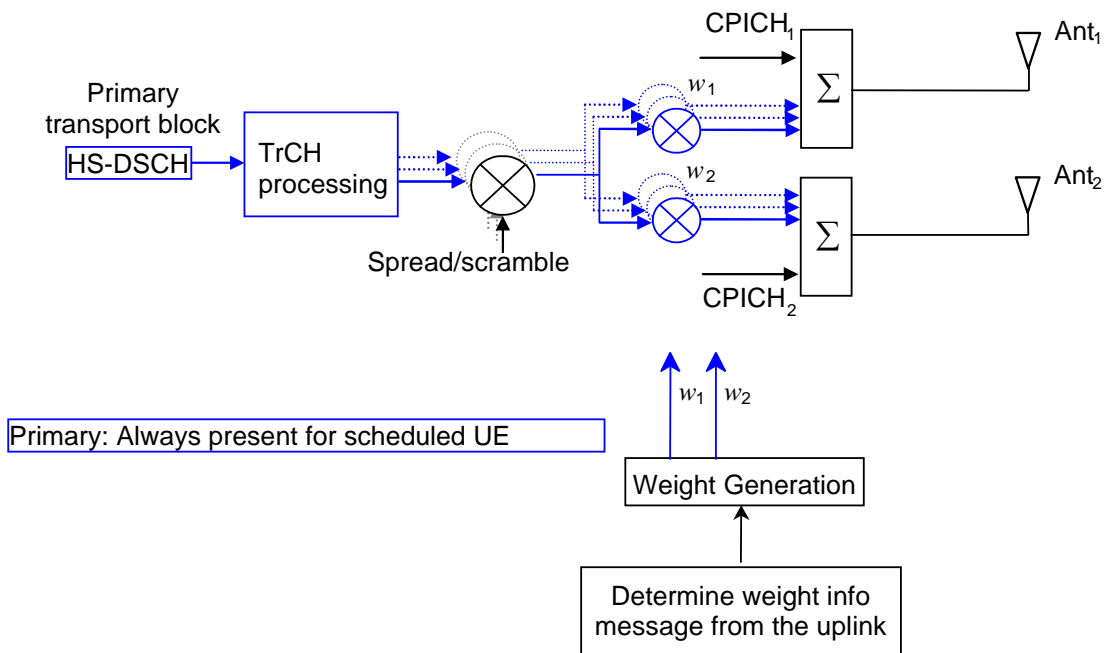 CPICH1
Ant1
Primary
transport block
HS-DSCH
TrCH
processing
w1
Σ
w2
Ant2
Σ
Spread/scramble
CPICH2
w1 w2
Primary: Always present for scheduled UE
Weight Generation
Determine weight info
message from the uplink